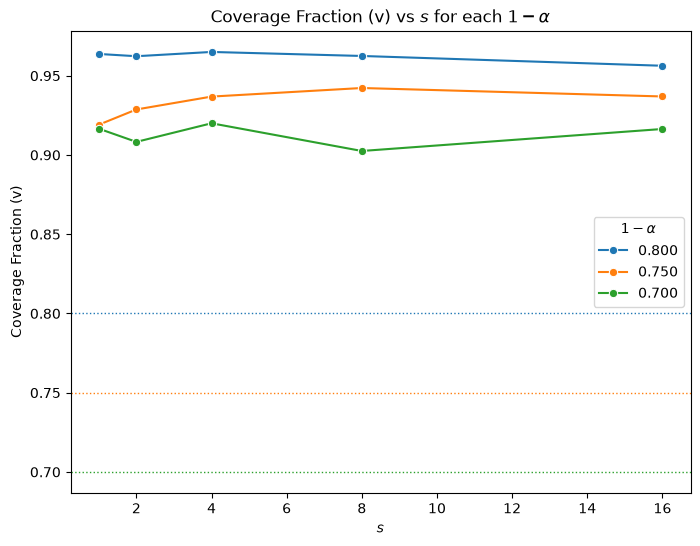 Coverage Fraction (v) vs s for each 1 − α
Coverage Fraction (v)
0.95
0.90
0.85
0.80
0.75
0.70
1 − α
0.800
0.750
0.700
2 4 6 8 10 12 14 16
s